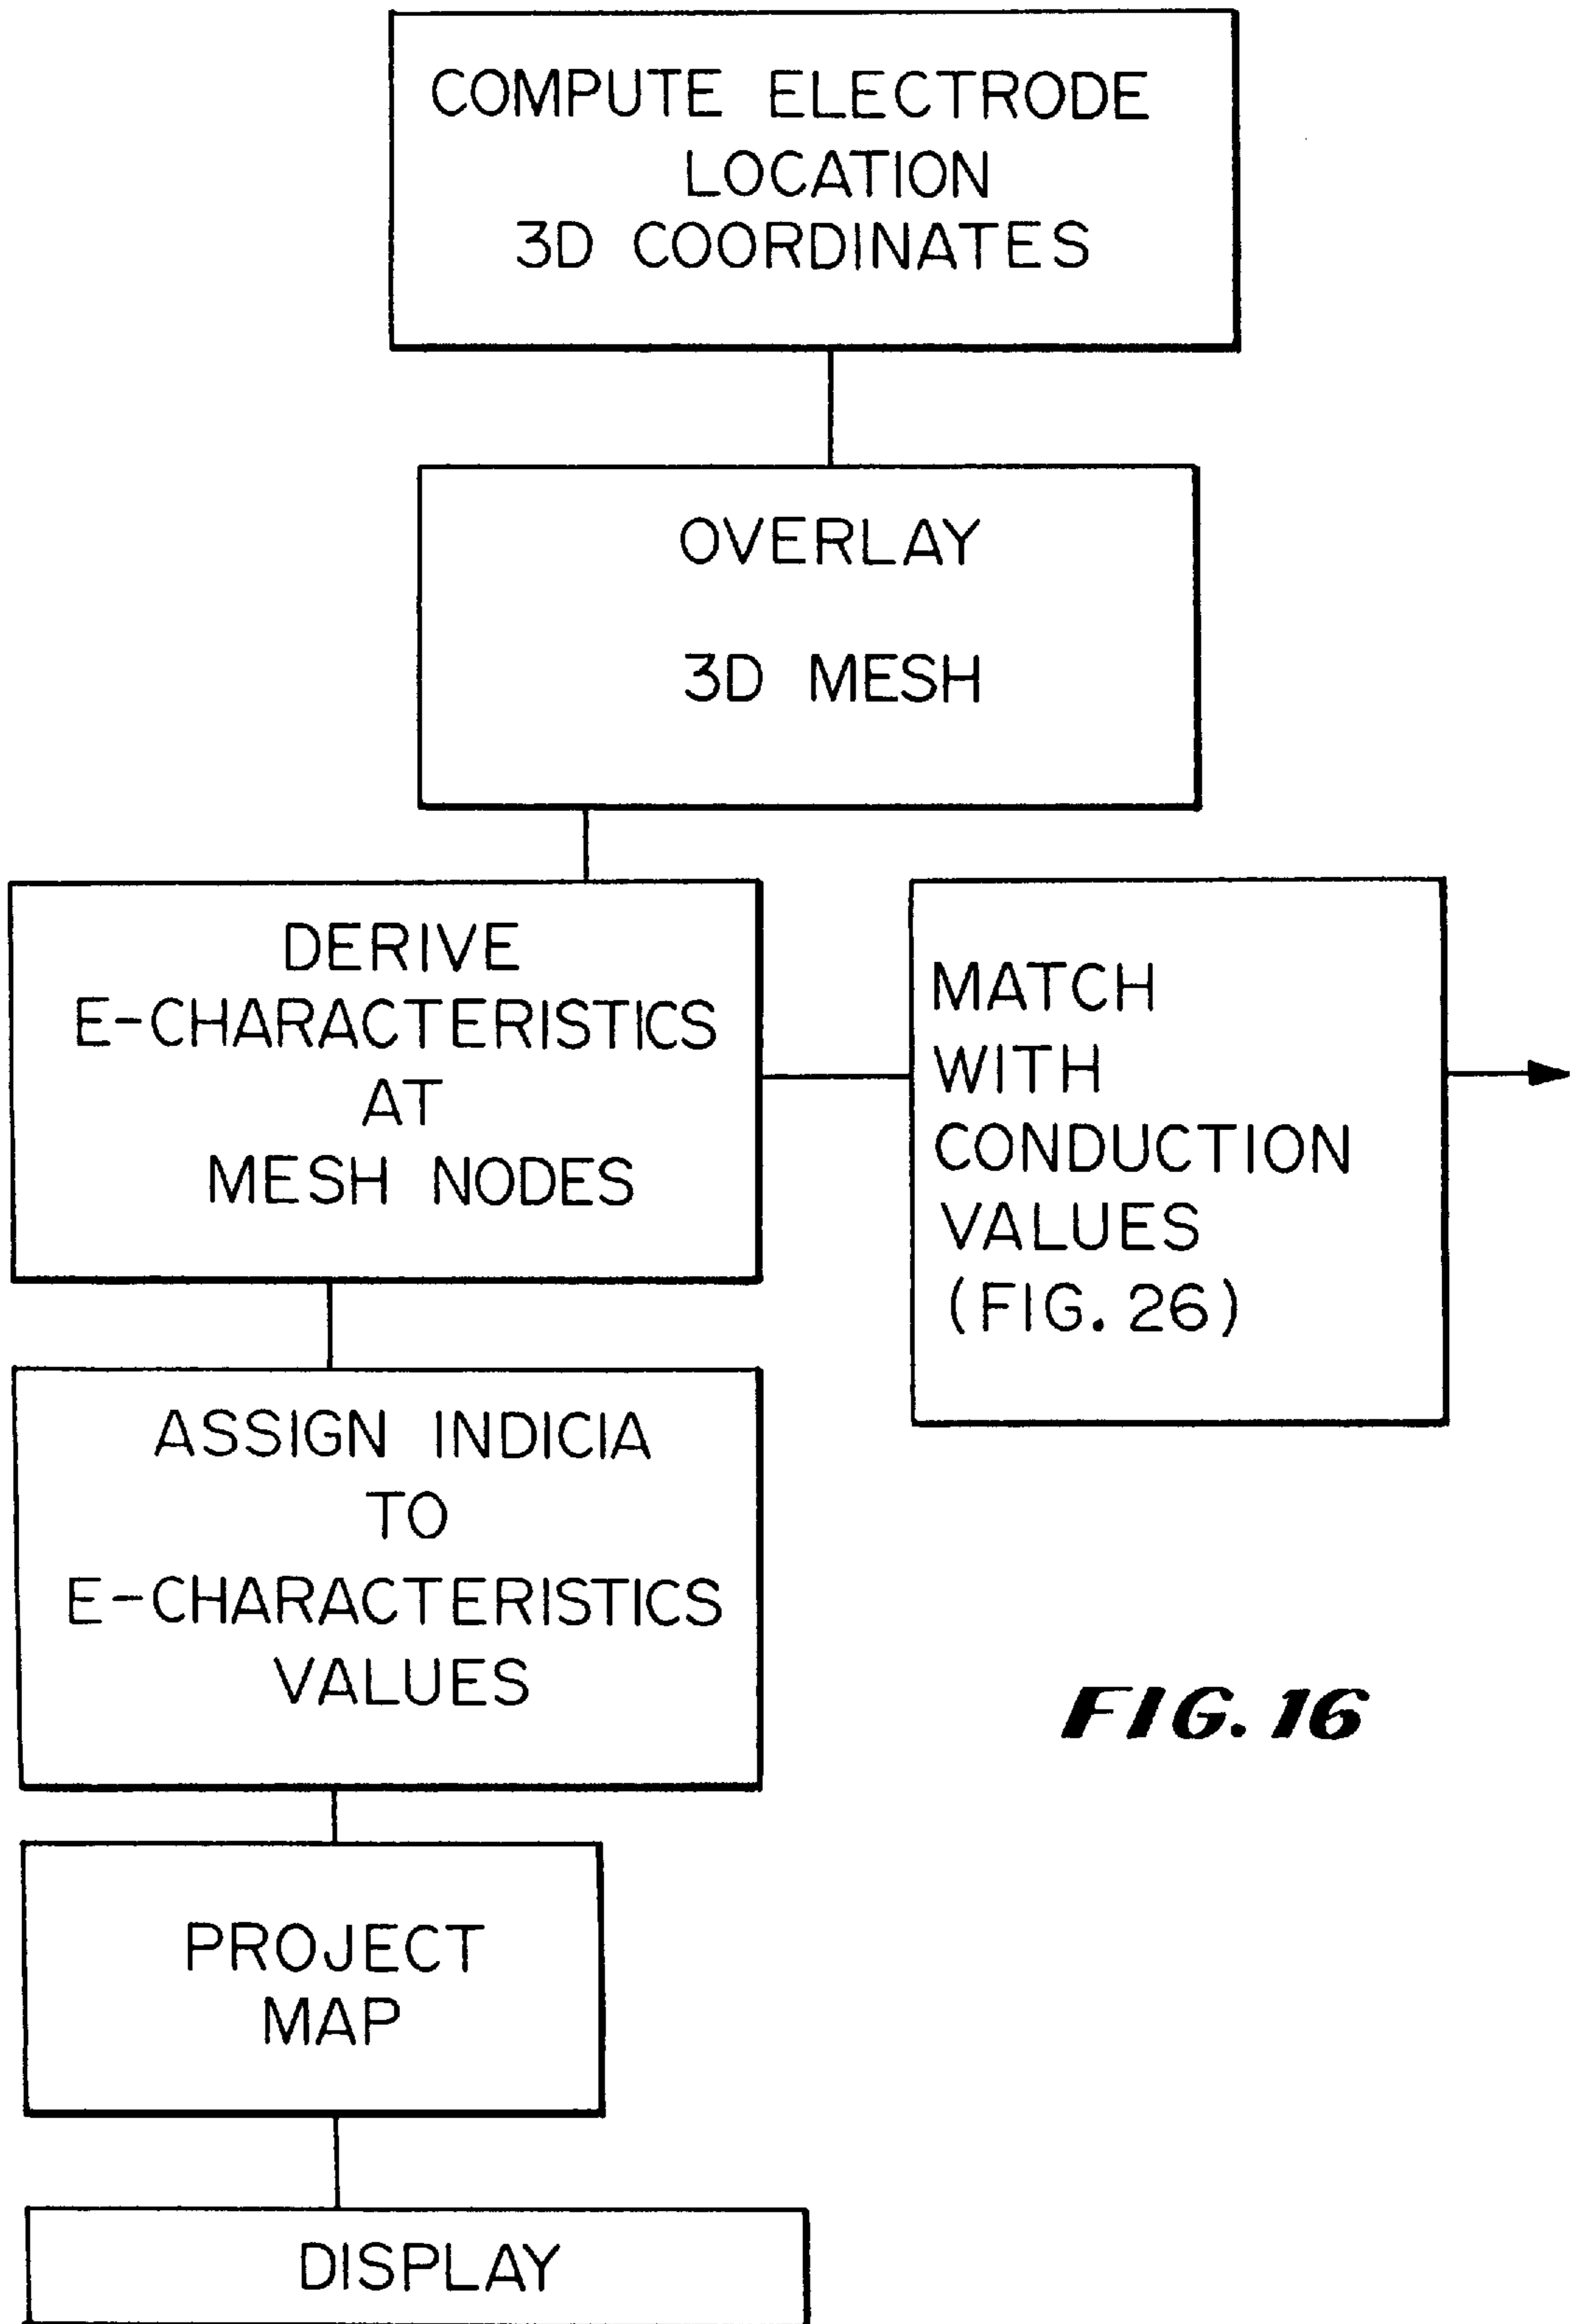 COMPUTE ELECTRODE
LOCATION
3D COORDINATES
OVERLAY
3D MESH
DERIVE
E-CHARACTERISTICS
AT
MESH NODES
MATCH
WITH
CONDUCTION
VALUES
(FIG. 26)
ASSIGN INDICIA
TO
E-CHARACTERISTICS
VALUES
FIG. 16
PROJECT
MAP
DISPLAY